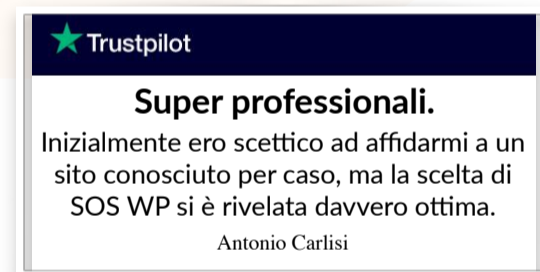 Trustpilot
Super professionali.
Inizialmente ero scettico ad affidarmi a un
sito conosciuto per caso, ma la scelta di
SOS WP si è rivelata davvero ottima.
Antonio Carlisi